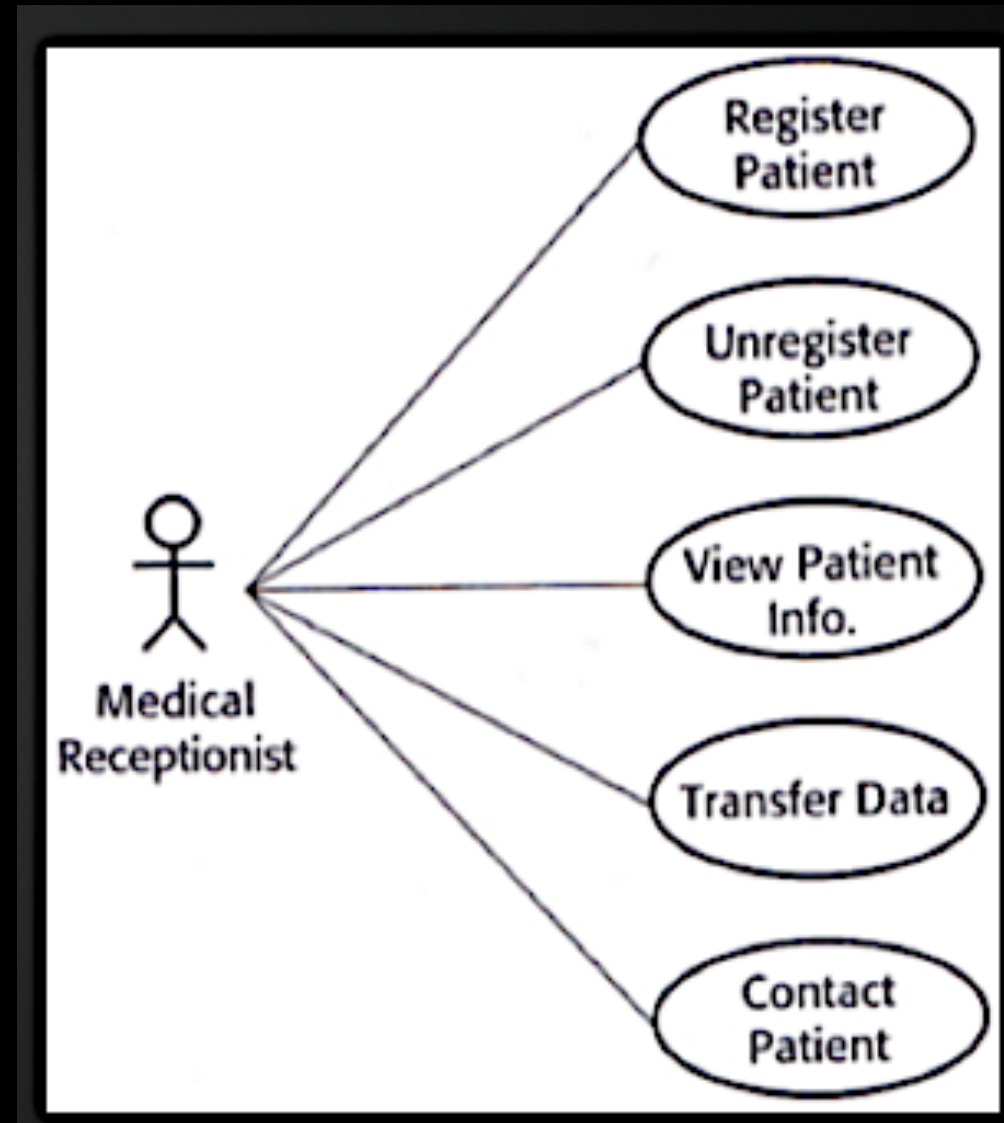 Register
Patient
Unregister
Patient
View Patient
Info.
Medical
Receptionist
Transfer Data
Contact
Patient